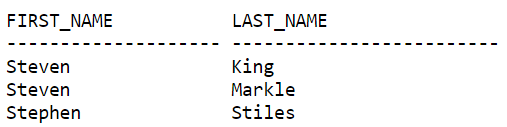 FIRST_NAME           LAST_NAME
-------------------- -------------------------
Steven               King
Steven               Markle
Stephen              Stiles